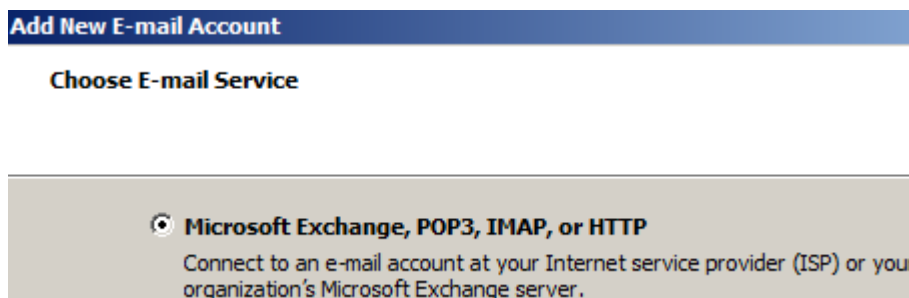 Add New E-mail Account
Choose E-mail Service
Microsoft Exchange, POP3, IMAP, or HTTP
Connect to an e-mail account at your Internet service provider (ISP) or your
organization's Microsoft Exchange server.